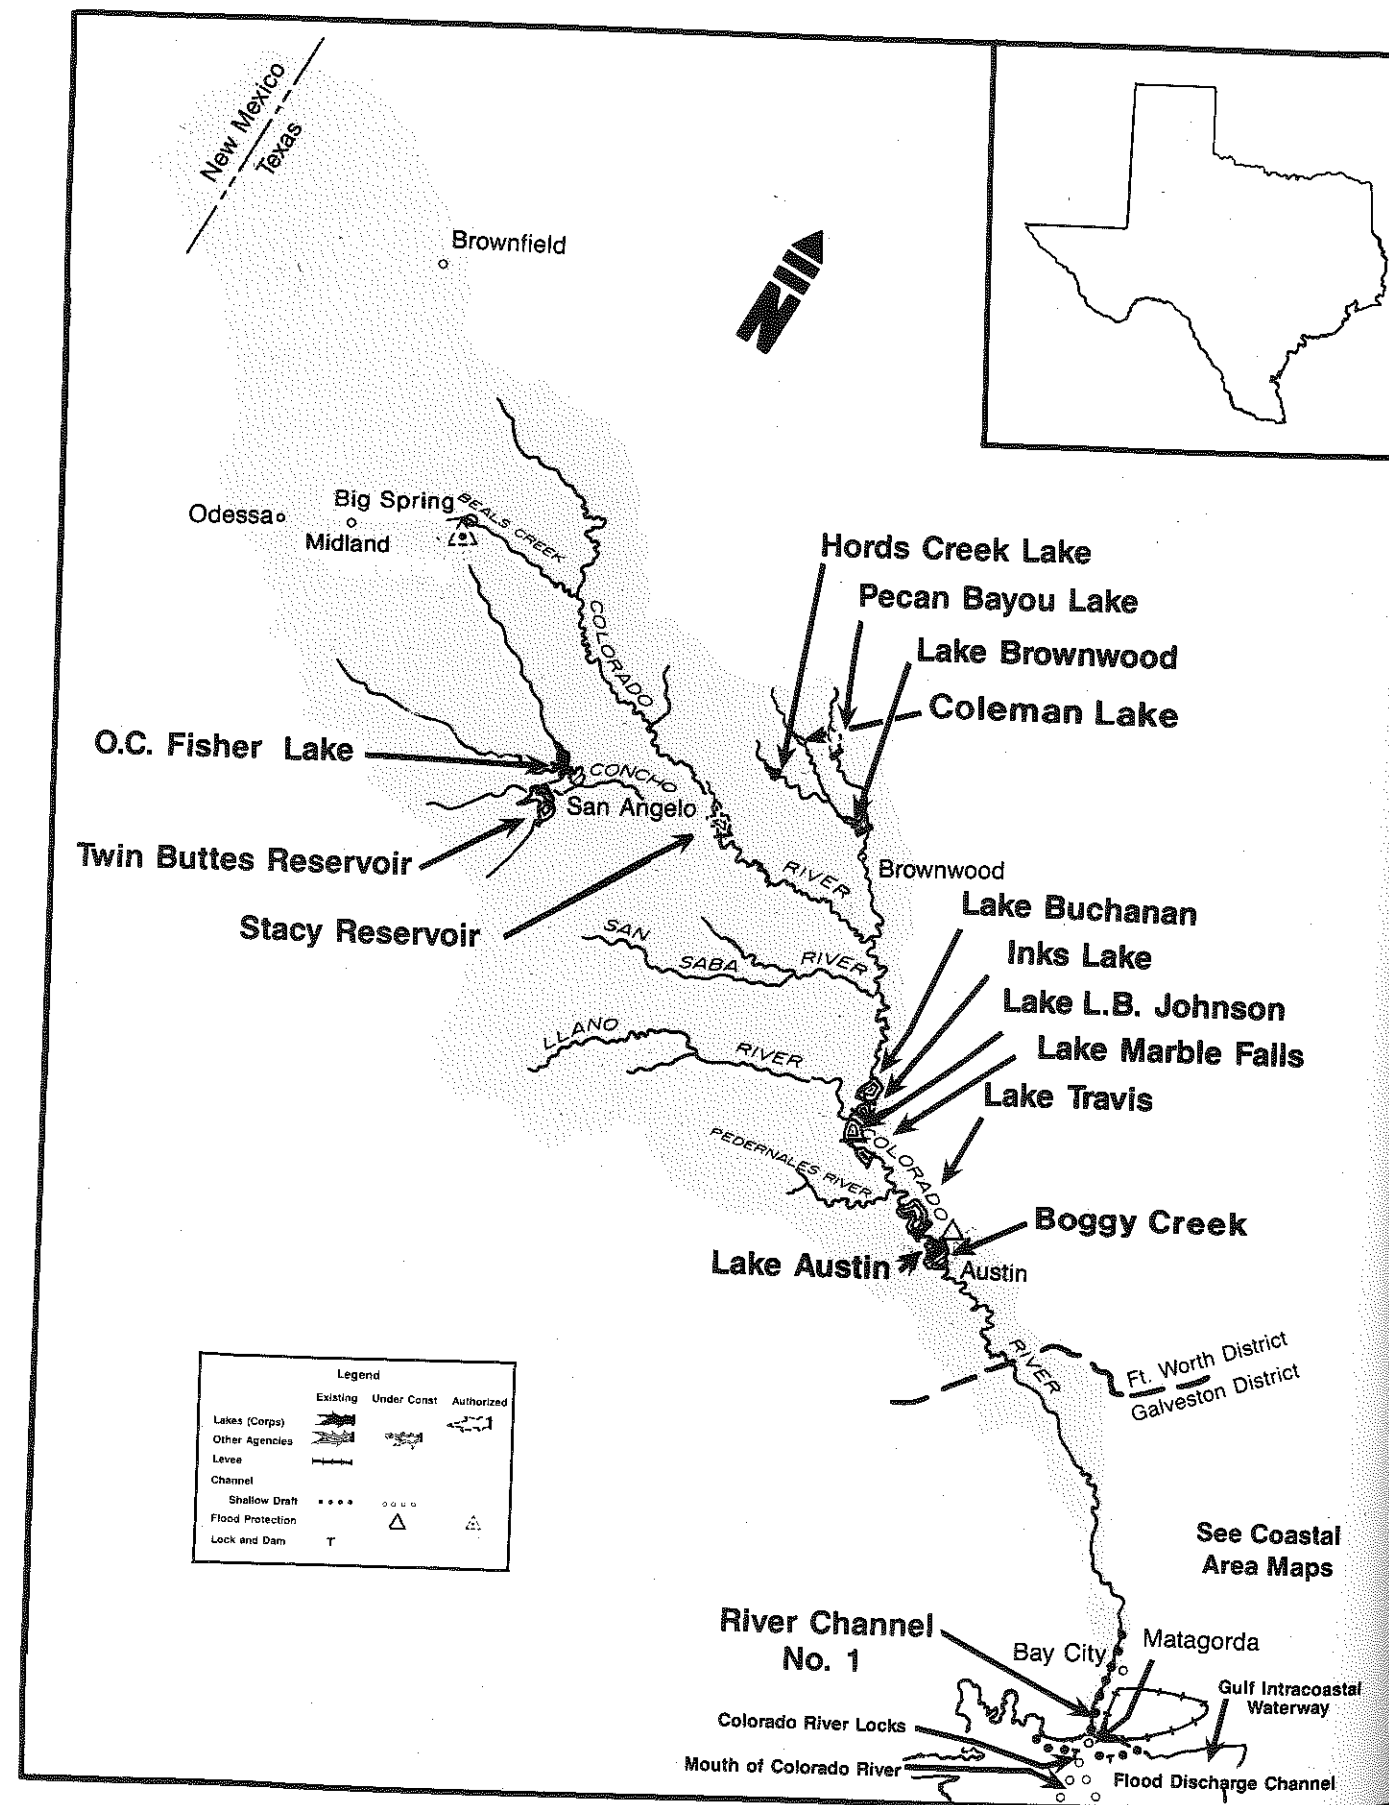 New Mexico
Texas
Brownfield
N
Big Spring
BEALS CREEK
Odessa
Midland
Hords Creek Lake
Pecan Bayou Lake
Lake Brownwood
Coleman Lake
COLORADO
O.C. Fisher Lake
CONCHO
San Angelo
Twin Buttes Reservoir
RIVER
Brownwood
Stacy Reservoir
Lake Buchanan
SAN
SABA
RIVER
Inks Lake
Lake L.B. Johnson
LLANO
RIVER
Lake Marble Falls
Lake Travis
COLORADO
PEDERNALES RIVER
Boggy Creek
Lake Austin
Austin
RIVER
Ft. Worth District
Galveston District
Legend
Existing Under Const Authorized
Lakes (Corps)
Other Agencies
Levee
Channel
Shallow Draft
Flood Protection
Lock and Dam T
See Coastal
Area Maps
River Channel
No. 1
Bay City
Matagorda
Gulf Intracoastal
Waterway
Colorado River Locks
Mouth of Colorado River
Flood Discharge Channel